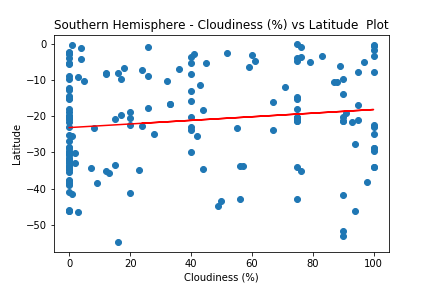 Southern Hemisphere - Cloudiness (%) vs Latitude  Plot
0
−10
−20
−30
−40
−50
Latitude
0 20 40 60 80 100
Cloudiness (%)